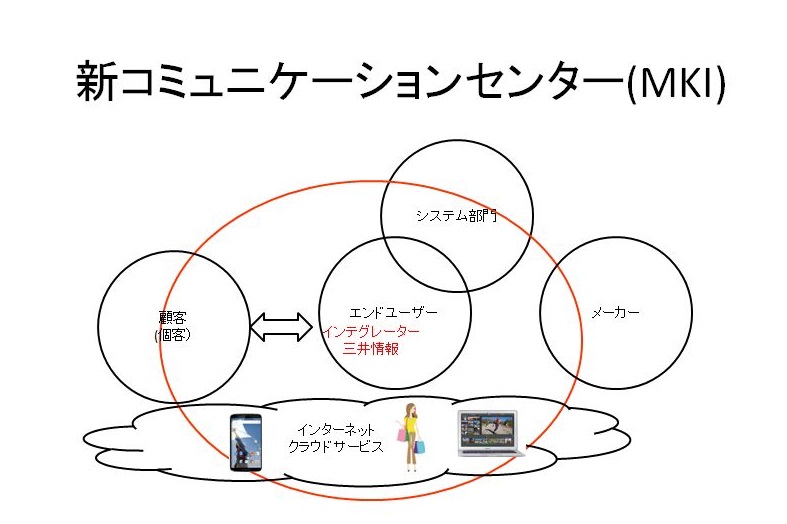 新コミュニケーションセンター(MKI)
システム部門
顧客
(個客)
エンドユーザー
インテグレーター
三井情報
メーカー
インターネット
クラウドサービス